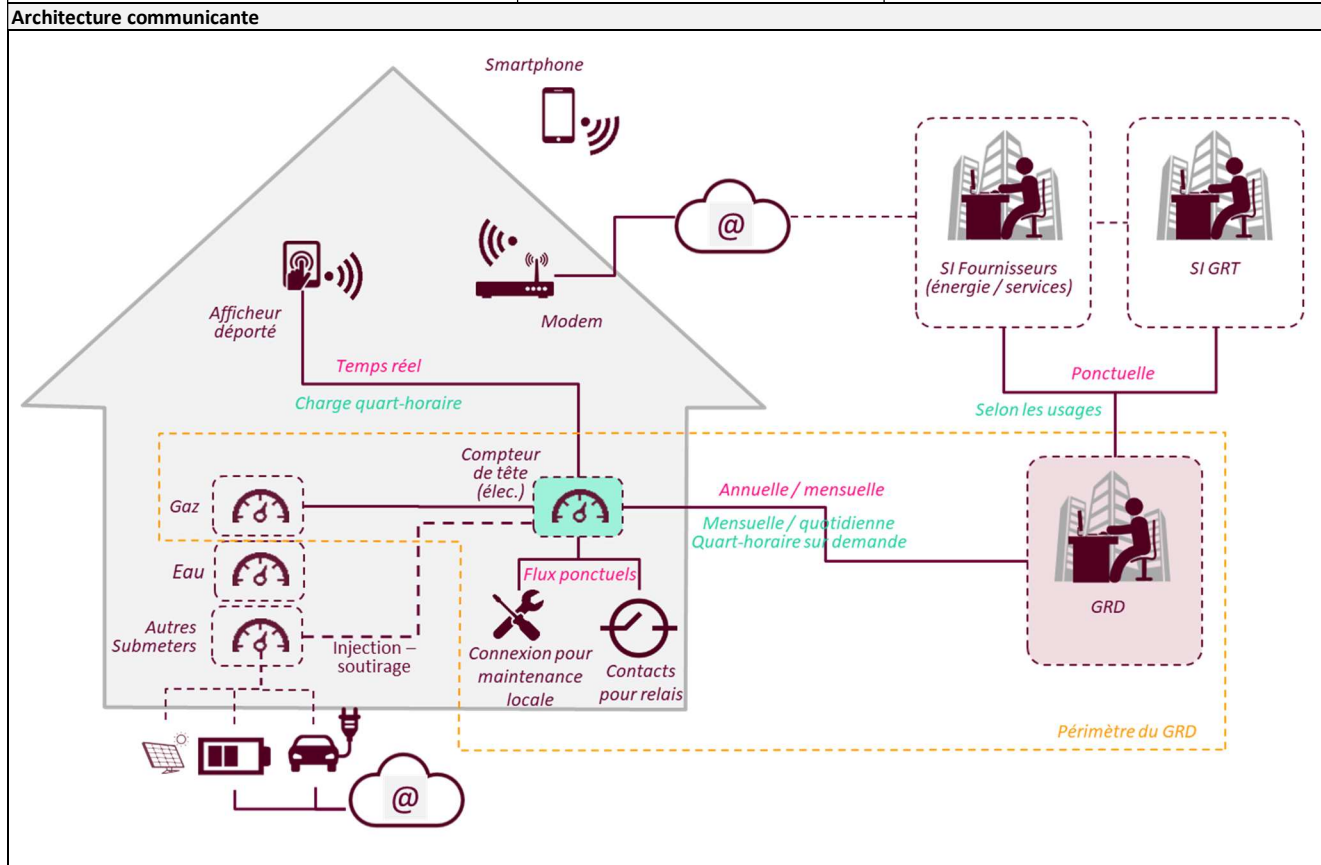 Architecture communicante
Smartphone
@
SI Fournisseurs
(énergie / services)
SI GRT
Afficheur
déporté
Modem
Temps réel
Charge quart-horaire
Ponctuelle
Selon les usages
Compteur
de tête
(élec.)
Gaz
Annuelle / mensuelle
Mensuelle / quotidienne
Quart-horaire sur demande
Eau
Flux ponctuels
GRD
Autres
Submeters
Injection –
soutirage
Connexion pour
maintenance
locale
Contacts
pour relais
Périmètre du GRD
@